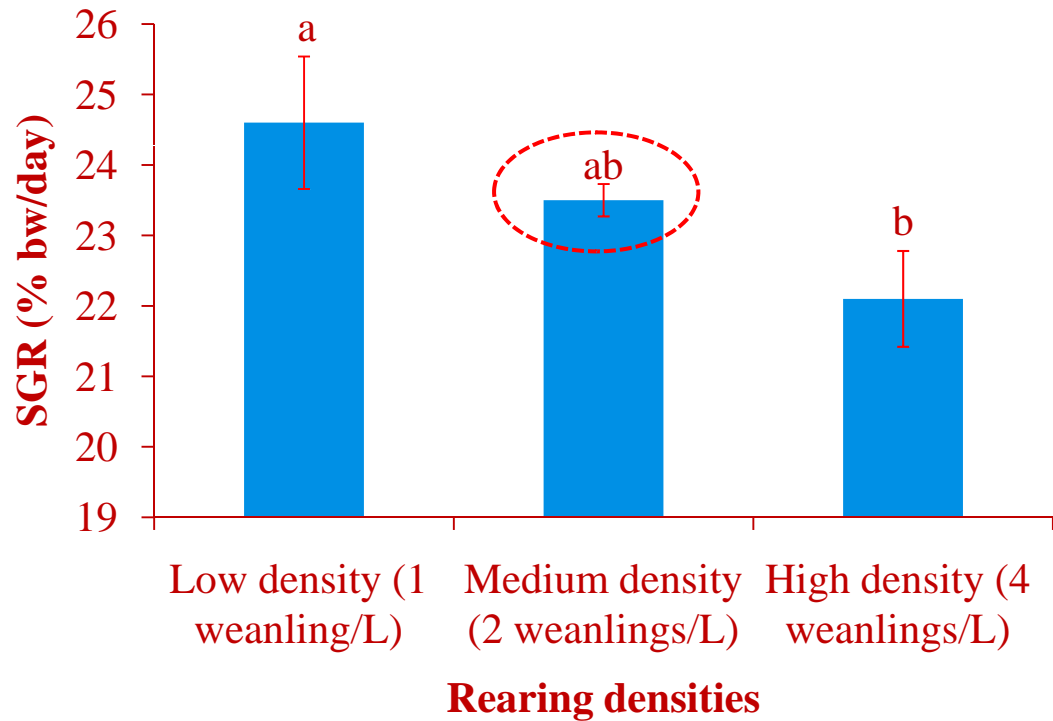 SGR (% bw/day)
26
25
24
23
22
21
20
19
a
ab
b
Low density (1
weanling/L)
Medium density
(2 weanlings/L)
High density (4
weanlings/L)
Rearing densities